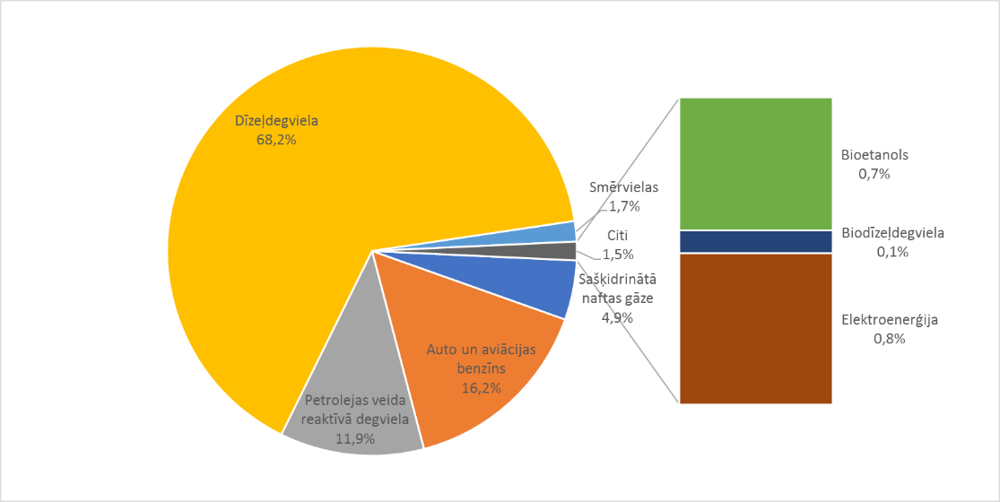 Dīzeļdegviela
68,2%
Smērvielas
1,7%
Citi
1,5%
Sašķidrinātā
naftas gāze
4,9%
Auto un aviācijas
benzīns
16,2%
Petrolejas veida
reaktīvā degviela
11,9%
Bioetanols
0,7%
Biodīzeļdegviela
0,1%
Elektroenerģija
0,8%